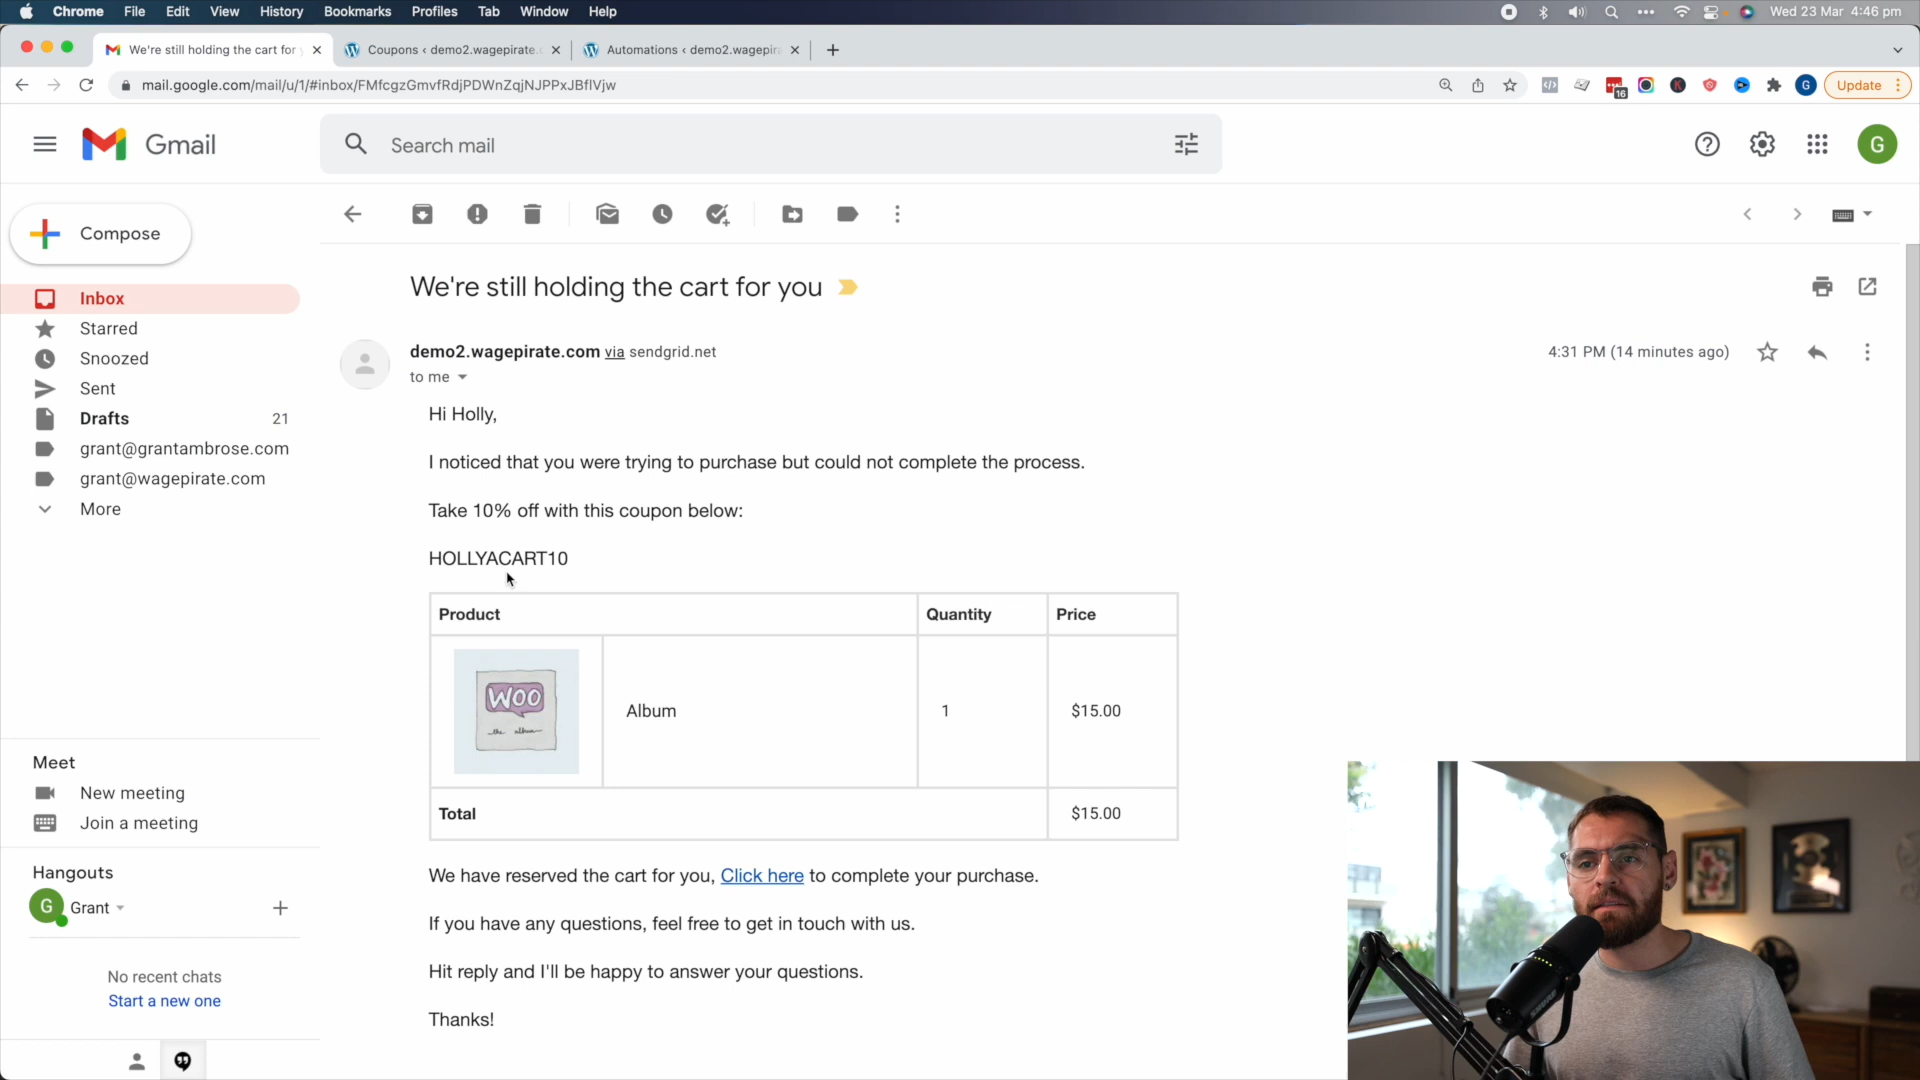 Chrome File Edit View History Bookmarks Profiles Tab Window Help
Wed 23 Mar 4:46 pm
We're still holding the cart for
Coupons ‹ demo2.wagepirate.
Automations ‹ demo2.wagepira
mail.google.com/mail/u/1/#inbox/FMfcgzGmvfRdjPDWnZqjNJPPxJBflVjw
16
K
G
Update
Gmail
Search mail
G
Compose
Inbox
Starred
Snoozed
Sent
Drafts 21
grant@grantambrose.com
grant@wagepirate.com
More
Meet
New meeting
Join a meeting
Hangouts
G Grant
No recent chats
Start a new one
We're still holding the cart for you
demo2.wagepirate.com via sendgrid.net
4:31 PM (14 minutes ago)
to me
Hi Holly,
I noticed that you were trying to purchase but could not complete the process.
Take 10% off with this coupon below:
HOLLYACART10
Product Quantity Price
WOO
the album
Album 1 $15.00
Total $15.00
We have reserved the cart for you, Click here to complete your purchase.
If you have any questions, feel free to get in touch with us.
Hit reply and I'll be happy to answer your questions.
Thanks!